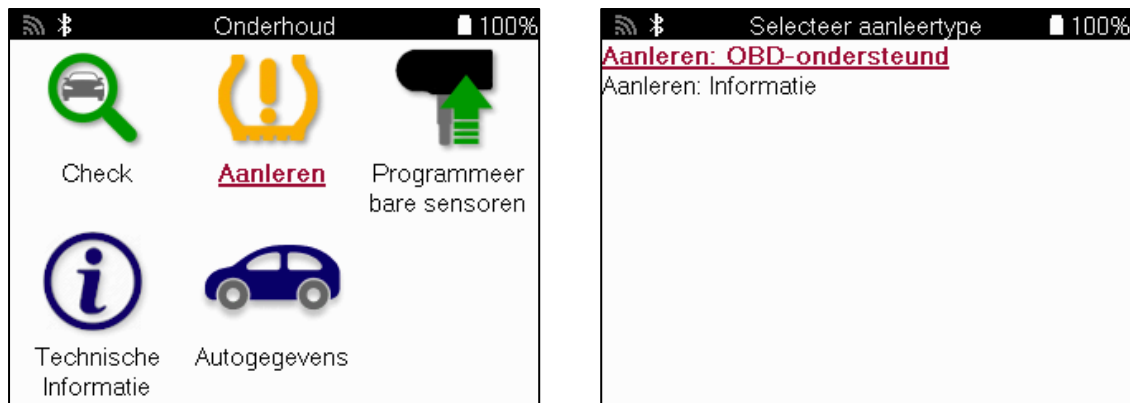 Onderhoud 100%
Check Aanleren Programmeer
bare sensoren
Technische Autogegevens
Informatie
Selecteer aanleertype 100%
Aanleren: OBD-ondersteund
Aanleren: Informatie